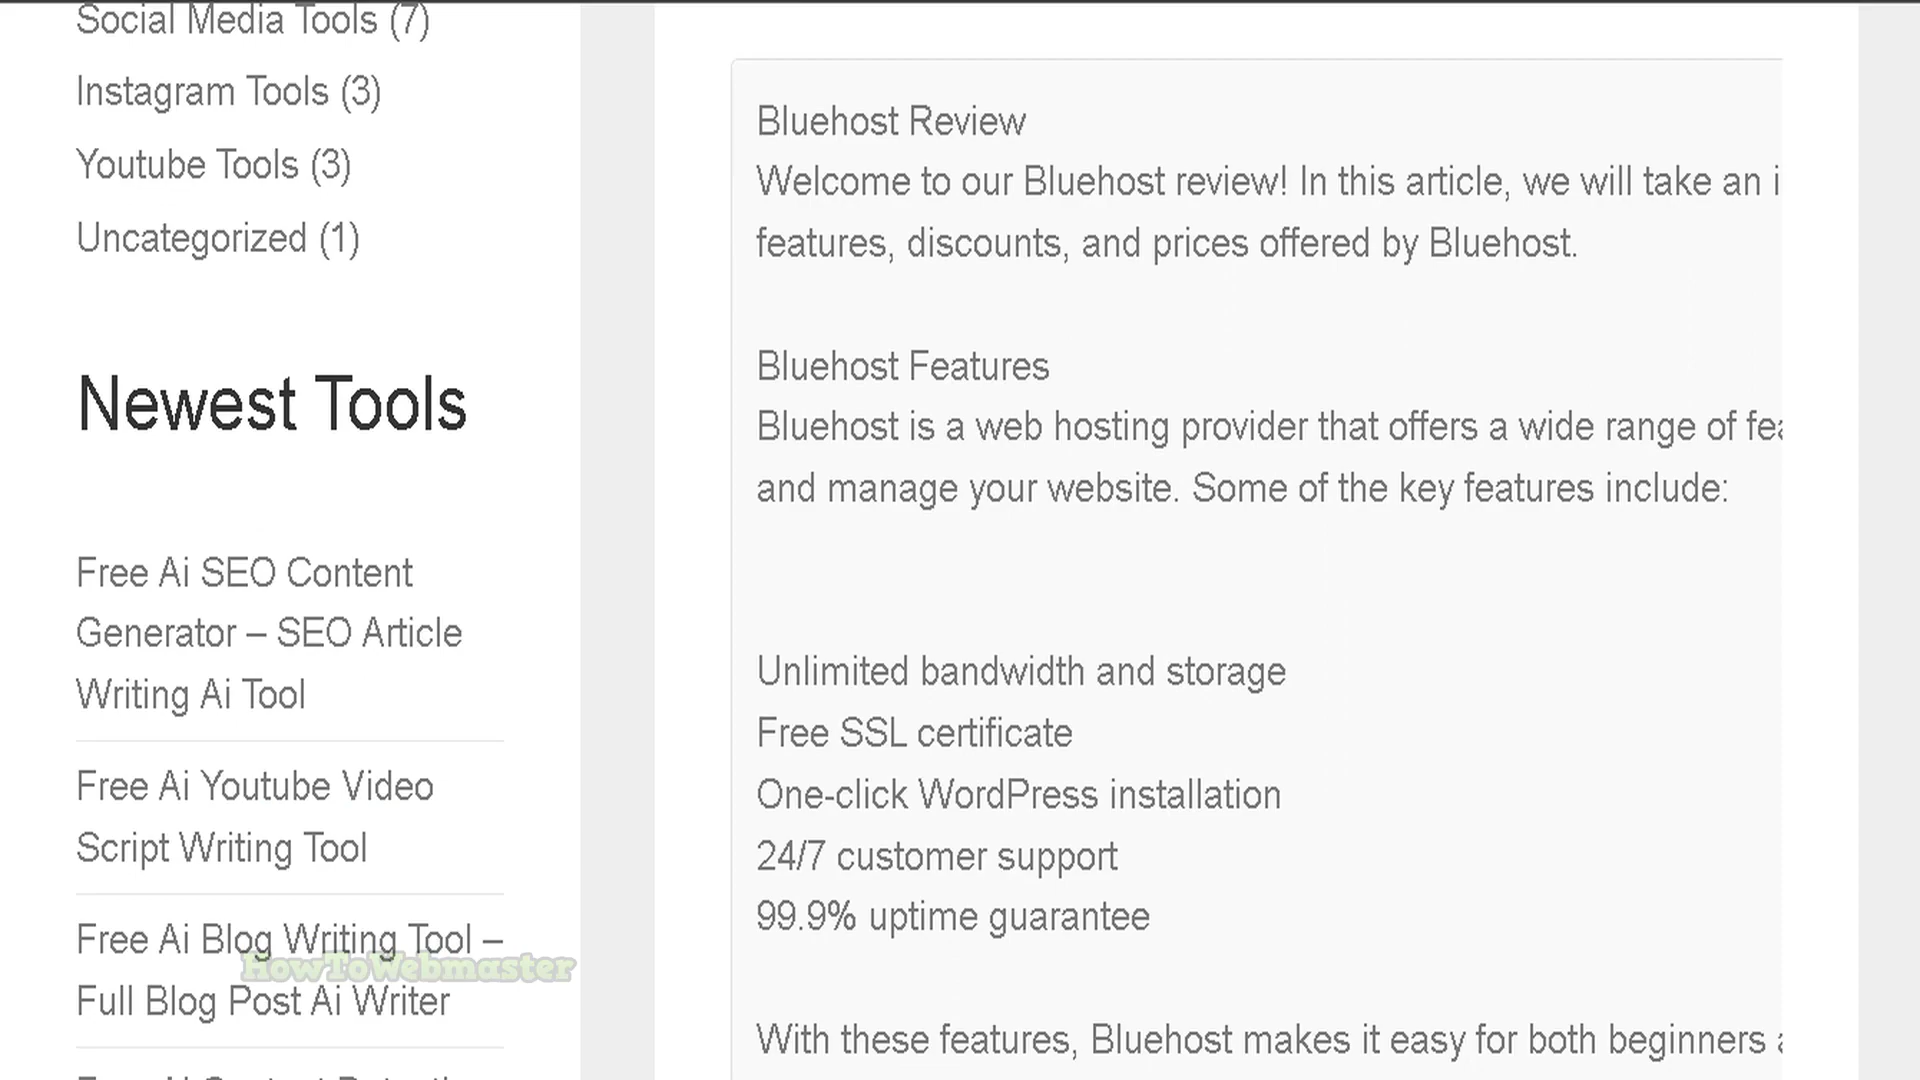 Social Media Tools (7)
Instagram Tools (3)
Youtube Tools (3)
Uncategorized (1)
Newest Tools
Free Ai SEO Content
Generator – SEO Article
Writing Ai Tool
Free Ai Youtube Video
Script Writing Tool
Free Ai Blog Writing Tool –
Full Blog Post Ai Writer
HowToWebmaster
Bluehost Review
Welcome to our Bluehost review! In this article, we will take an
features, discounts, and prices offered by Bluehost.
Bluehost Features
Bluehost is a web hosting provider that offers a wide range of
and manage your website. Some of the key features include:
Unlimited bandwidth and storage
Free SSL certificate
One-click WordPress installation
24/7 customer support
99.9% uptime guarantee
With these features, Bluehost makes it easy for both beginners